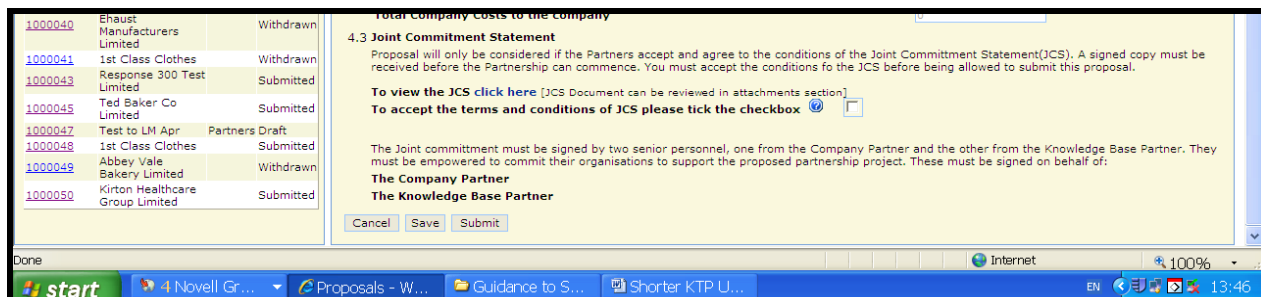 1000040 Ehaust Manufacturers Limited Withdrawn
1000041 1st Class Clothes Withdrawn
1000043 Response 300 Test Limited Submitted
1000045 Ted Baker Co Limited Submitted
1000047 Test to LM Apr Partners Draft
1000048 1st Class Clothes Submitted
1000049 Abbey Vale Bakery Limited Withdrawn
1000050 Kirton Healthcare Group Limited Submitted
Total Company Costs to the company 0
4.3 Joint Commitment Statement
Proposal will only be considered if the Partners accept and agree to the conditions of the Joint Committment Statement(JCS). A signed copy must be
received before the Partnership can commence. You must accept the conditions fo the JCS before being allowed to submit this proposal.
To view the JCS click here [JCS Document can be reviewed in attachments section]
To accept the terms and conditions of JCS please tick the checkbox ?
The Joint committment must be signed by two senior personnel, one from the Company Partner and the other from the Knowledge Base Partner. They
must be empowered to commit their organisations to support the proposed partnership project. These must be signed on behalf of:
The Company Partner
The Knowledge Base Partner
Cancel Save Submit
Done Internet 100%
start 4 Novell Gr... Proposals - W... Guidance to S... Shorter KTP U... EN 13:46